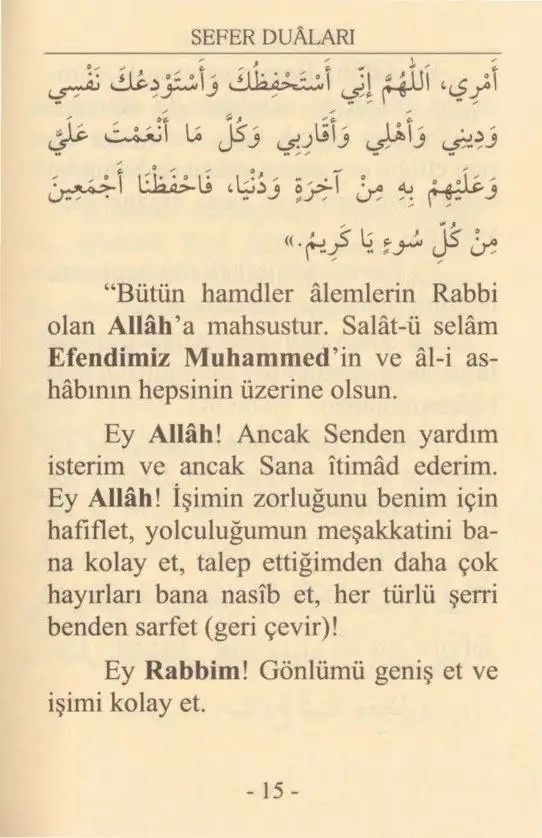 SEFER DUÂLARI
أَمْرِي، اَللّٰهُمَّ إِنِّي أَسْتَحْفِظُكَ وَأَسْتَوْدِعُكَ نَفْسِي
وَدِينِي وَأَهْلِي وَأَقَارِبِي وَكُلَّ مَا أَنْعَمْتَ عَلَيَّ
وَعَلَيْهِمْ بِهِ مِنْ آخِرَةٍ وَدُنْيَا، فَاحْفَظْنَا أَجْمَعِينَ
مِنْ كُلِّ سُوءٍ يَا كَرِيمُ.»
“Bütün hamdler âlemlerin Rabbi
olan Allâh’a mahsustur. Salât-ü selâm
Efendimiz Muhammed’in ve âl-i as-
hâbının hepsinin üzerine olsun.
Ey Allâh! Ancak Senden yardım
isterim ve ancak Sana îtimâd ederim.
Ey Allâh! İşimin zorluğunu benim için
hafiflet, yolculuğumun meşakkatini ba-
na kolay et, talep ettiğimden daha çok
hayırları bana nasîb et, her türlü şerri
benden sarfet (geri çevir)!
Ey Rabbim! Gönlümü geniş et ve
işimi kolay et.
- 15 -